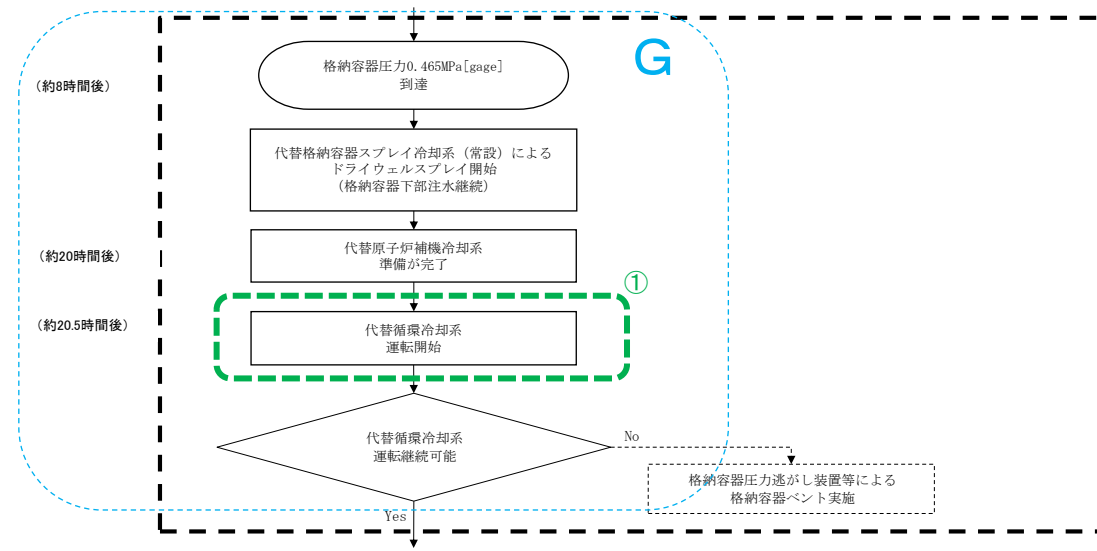 G
格納容器圧力0.465MPa[gage]
到達
(約8時間後)
代替格納容器スプレイ冷却系(常設)による
ドライウェルスプレイ開始
(格納容器下部注水継続)
(約20時間後)
代替原子炉補機冷却系
準備が完了
①
(約20.5時間後)
代替循環冷却系
運転開始
代替循環冷却系
運転継続可能
No
格納容器圧力逃がし装置等による
格納容器ベント実施
Yes